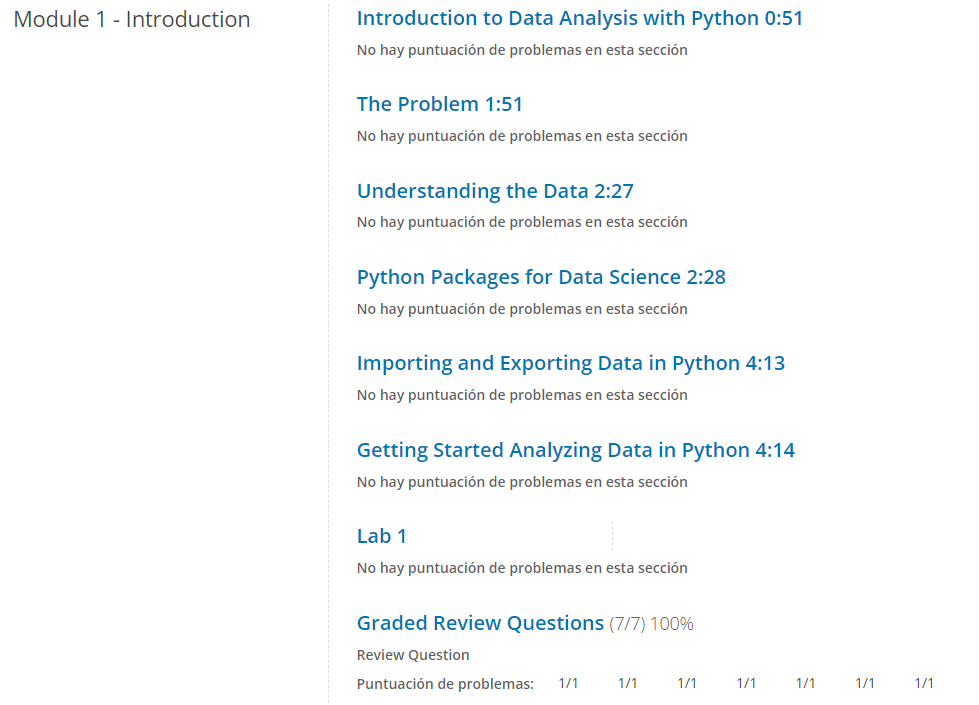 Module 1 - Introduction
Introduction to Data Analysis with Python 0:51
No hay puntuación de problemas en esta sección
The Problem 1:51
No hay puntuación de problemas en esta sección
Understanding the Data 2:27
No hay puntuación de problemas en esta sección
Python Packages for Data Science 2:28
No hay puntuación de problemas en esta sección
Importing and Exporting Data in Python 4:13
No hay puntuación de problemas en esta sección
Getting Started Analyzing Data in Python 4:14
No hay puntuación de problemas en esta sección
Lab 1
No hay puntuación de problemas en esta sección
Graded Review Questions (7/7) 100%
Review Question
Puntuación de problemas: 1/1 1/1 1/1 1/1 1/1 1/1 1/1